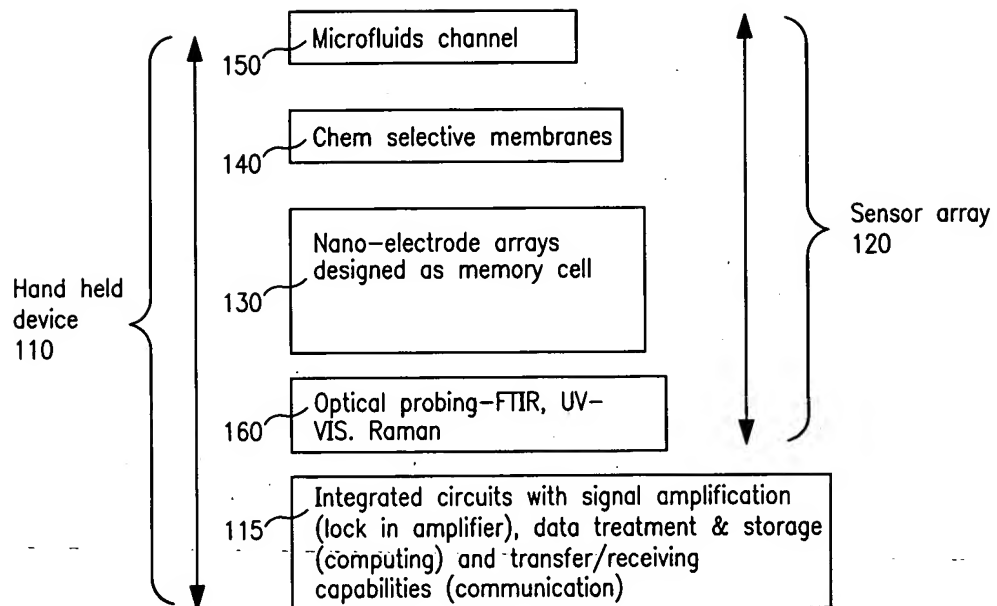 Microfluids channel
150
Chem selective membranes
140
Nano-electrode arrays
designed as memory cell
130
Optical probing-FTIR, UV-
VIS. Raman
160
Integrated circuits with signal amplification
(lock in amplifier), data treatment & storage
(computing) and transfer/receiving
capabilities (communication)
115
Hand held
device
110
Sensor array
120